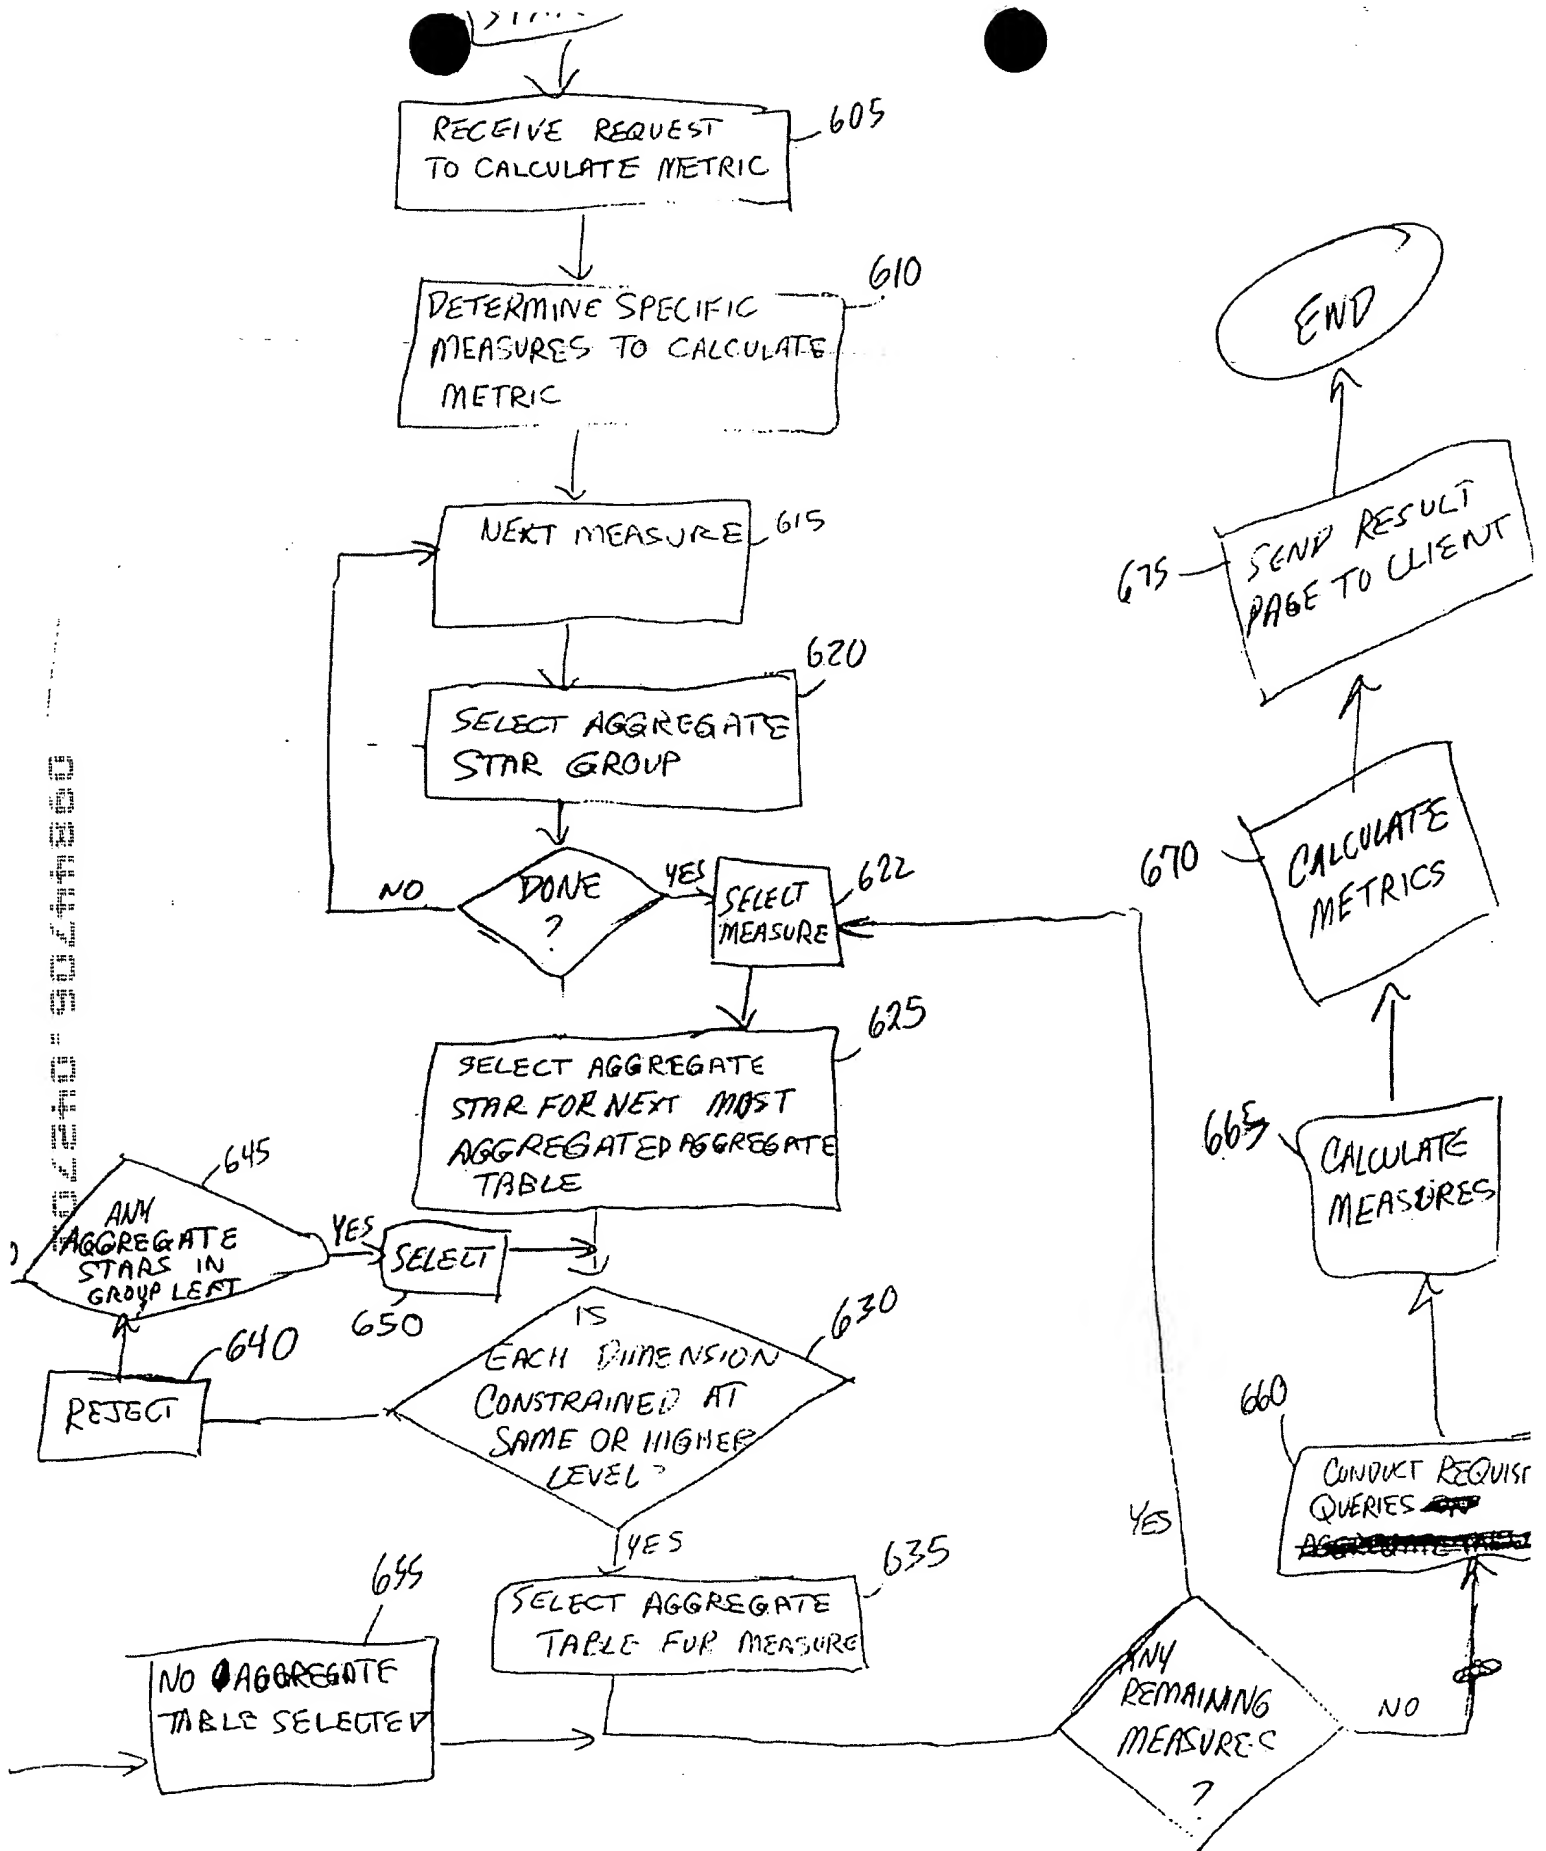 605
RECEIVE REQUEST
TO CALCULATE METRIC
610
DETERMINE SPECIFIC
MEASURES TO CALCULATE
METRIC
NEXT MEASURE
615
620
SELECT AGGREGATE
STAR GROUP
DONE
?
NO
YES
622
SELECT
MEASURE
625
SELECT AGGREGATE
STAR FOR NEXT MOST
AGGREGATED AGGREGATE
TABLE
645
ANY
AGGREGATE
STARS IN
GROUP LEFT
YES
SELECT
650
630
IS
EACH DIMENSION
CONSTRAINED AT
SAME OR HIGHER
LEVEL?
640
REJECT
YES
635
SELECT AGGREGATE
TABLE FOR MEASURE
655
NO AGGREGATE
TABLE SELECTED
ANY
REMAINING
MEASURES
?
YES
NO
660
CONDUCT
QUERIES
665
CALCULATE
MEASURES
670
CALCULATE
METRICS
675
SEND RESULT
PAGE TO CLIENT
END